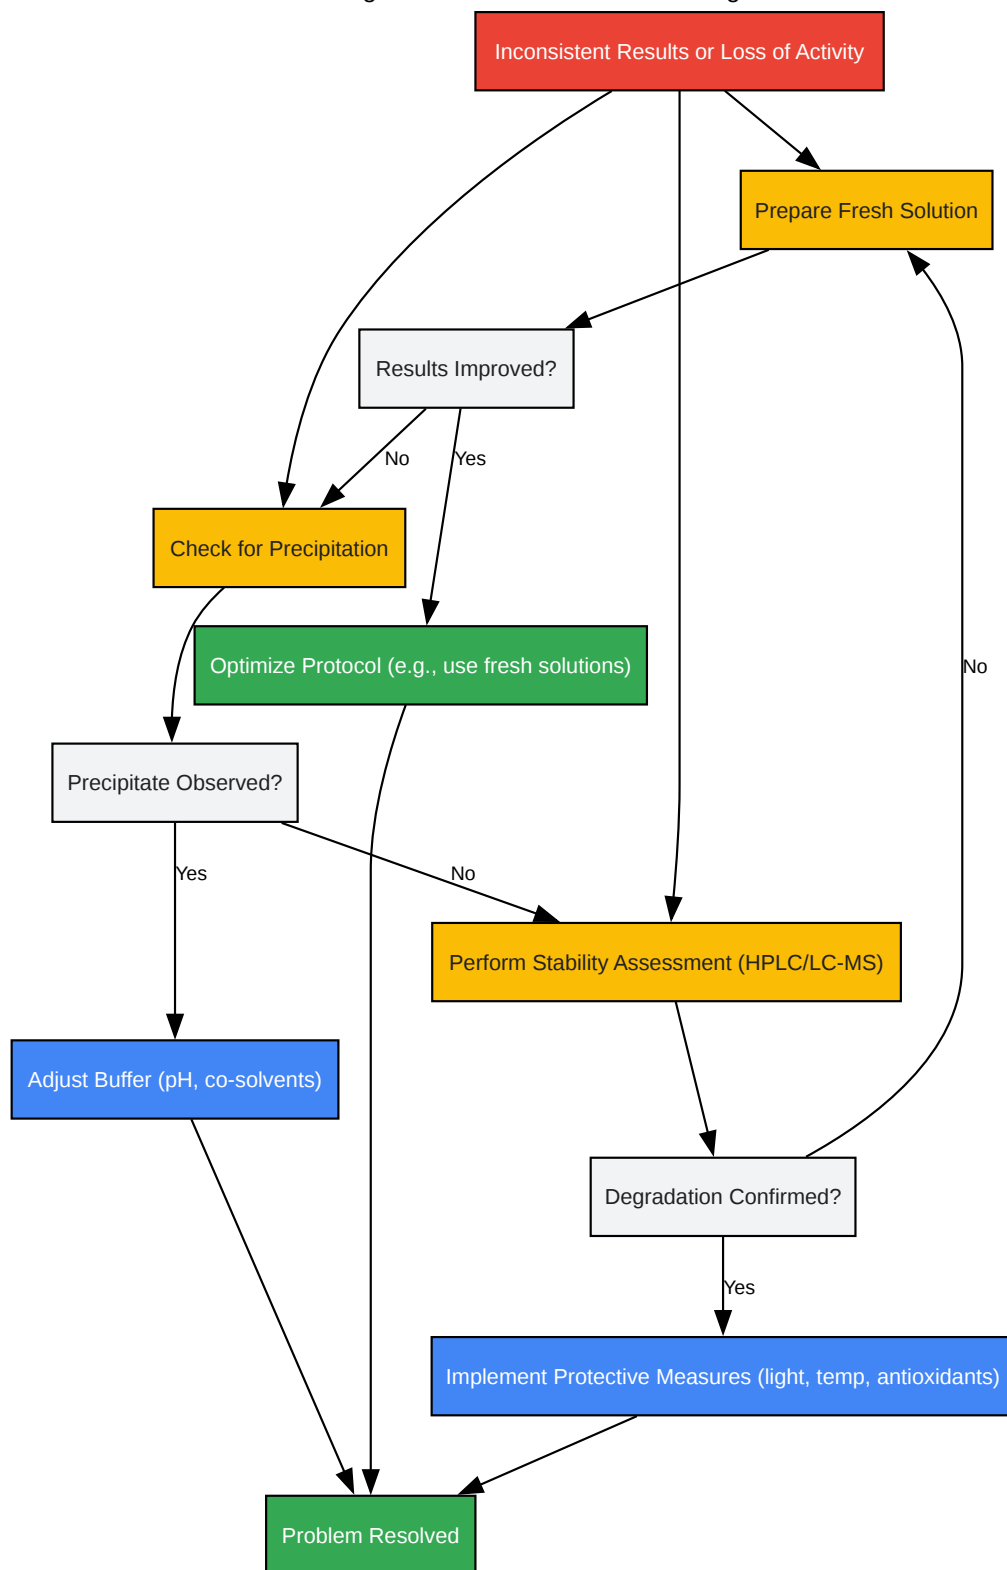 Inconsistent Results or Loss of Activity
Prepare Fresh Solution
Results Improved?
No
Yes
Check for Precipitation
Optimize Protocol (e.g., use fresh solutions)
No
Precipitate Observed?
Yes
No
Perform Stability Assessment (HPLC/LC-MS)
Adjust Buffer (pH, co-solvents)
Degradation Confirmed?
Yes
Implement Protective Measures (light, temp, antioxidants)
Problem Resolved